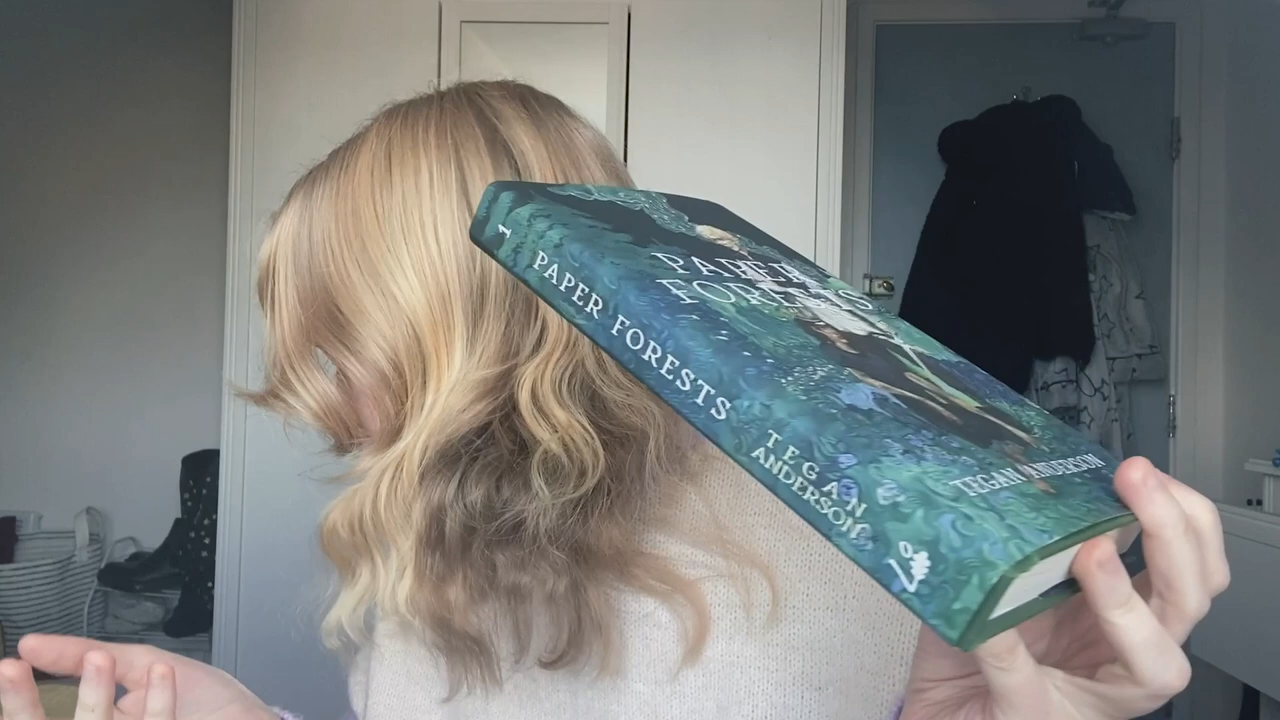 1
PAPER FORESTS
TEGAN
ANDERSON
PAPER
FORESTS
TEGAN ANDERSON